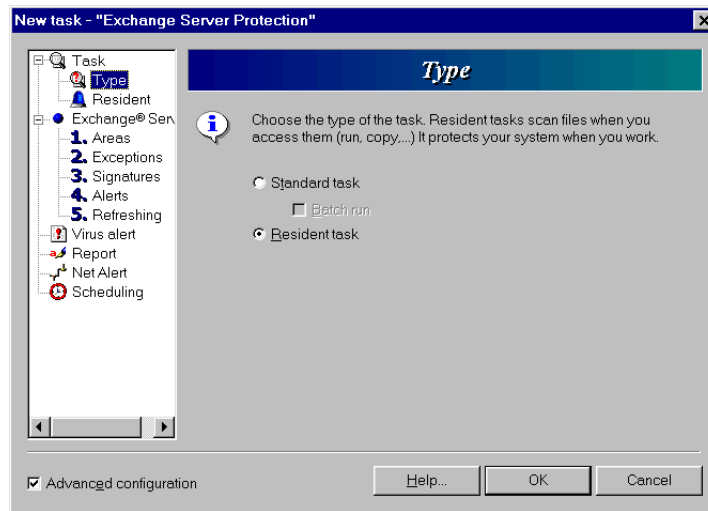 New task - "Exchange Server Protection"
Task
Type
Resident
Exchange® Serv
1. Areas
2. Exceptions
3. Signatures
4. Alerts
5. Refreshing
Virus alert
Report
Net Alert
Scheduling
Type
Choose the type of the task. Resident tasks scan files when you
access them (run, copy,...) It protects your system when you work.
Standard task
Batch run
Resident task
Advanced configuration
Help...
OK
Cancel